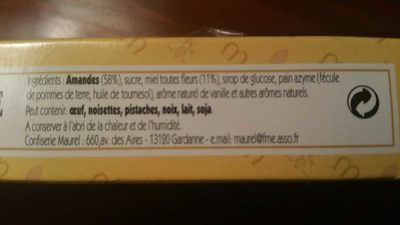 Ingrédients : Amandes (58%), sucre, miel toutes fleurs (11%), sirop de glucose, pain azyme (fécule
de pommes de terre, huile de tournesol), arôme naturel de vanille et autres arômes naturels.
Peut contenir: œuf, noisettes, pistaches, noix, lait, soja.
A conserver à l'abri de la chaleur et de l'humidité.
Confiserie Maurel : 660,av. des Aires - 13120 Gardanne - e.mail: maurel@fme.asso.fr